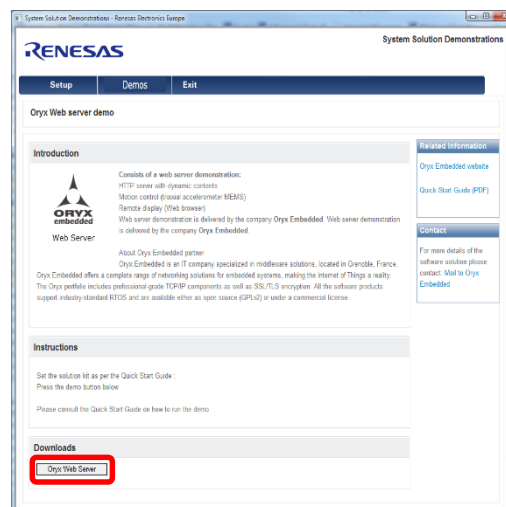 System Solution Demonstrations - Renesas Electronics Europe
RENESAS
System Solution Demonstrations
Setup
Demos
Exit
Oryx Web server demo
Introduction
ORYX
embedded
Web Server
Consists of a web server demonstration:
HTTP server with dynamic contents
Motion control (triaxial accelerometer MEMS)
Remote display (Web browser)
Web server demonstration is delivered by the company Oryx Embedded. Web server demonstration
is delivered by the company Oryx Embedded.
About Oryx Embedded partner
Oryx Embedded is an IT company specialized in middleware solutions, located in Grenoble, France.
Oryx Embedded offers a complete range of networking solutions for embedded systems, making the Internet of Things a reality.
The Oryx portfolio includes professional-grade TCP/IP components as well as SSL/TLS encryption. All the software products
support industry-standard RTOS and are available either as open source (GPLv2) or under a commercial license.
Related Information
Oryx Embedded website
Quick Start Guide (PDF)
Contact
For more details of the
software solution please
contact: Mail to Oryx
Embedded
Instructions
Set the solution kit as per the Quick Start Guide :
Press the demo button below
Please consult the Quick Start Guide on how to run the demo
Downloads
Oryx Web Server